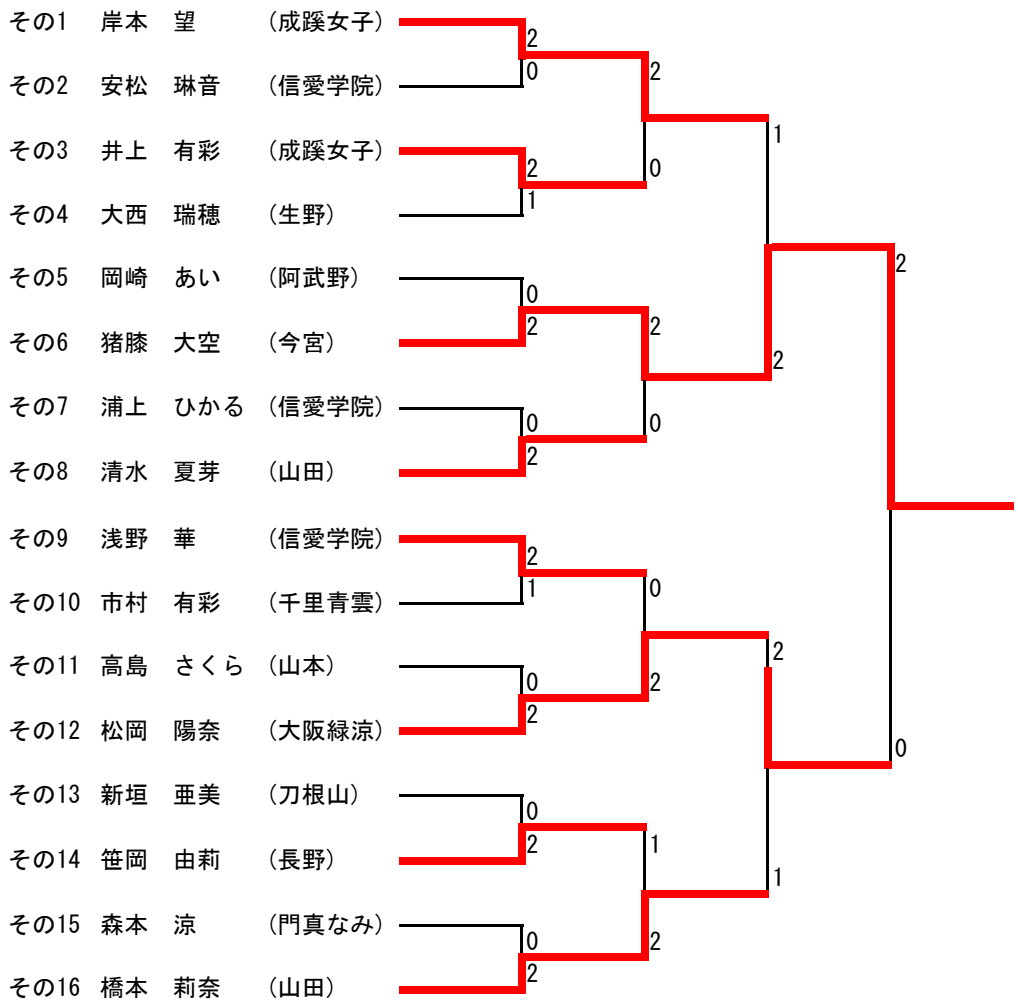 その1 岸本 望 (成蹊女子)
2
2
その2 安松 琳音 (信愛学院)
0
1
その3 井上 有彩 (成蹊女子)
2
0
その4 大西 瑞穂 (生野)
1
2
その5 岡崎 あい (阿武野)
0
その6 猪膝 大空 (今宮)
2
2
2
その7 浦上 ひかる (信愛学院)
0
0
その8 清水 夏芽 (山田)
2
その9 浅野 華 (信愛学院)
2
0
その10 市村 有彩 (千里青雲)
1
2
その11 高島 さくら (山本)
0
2
その12 松岡 陽奈 (大阪緑涼)
2
0
その13 新垣 亜美 (刀根山)
0
その14 笹岡 由莉 (長野)
2
1
1
その15 森本 涼 (門真なみ)
0
2
その16 橋本 莉奈 (山田)
2